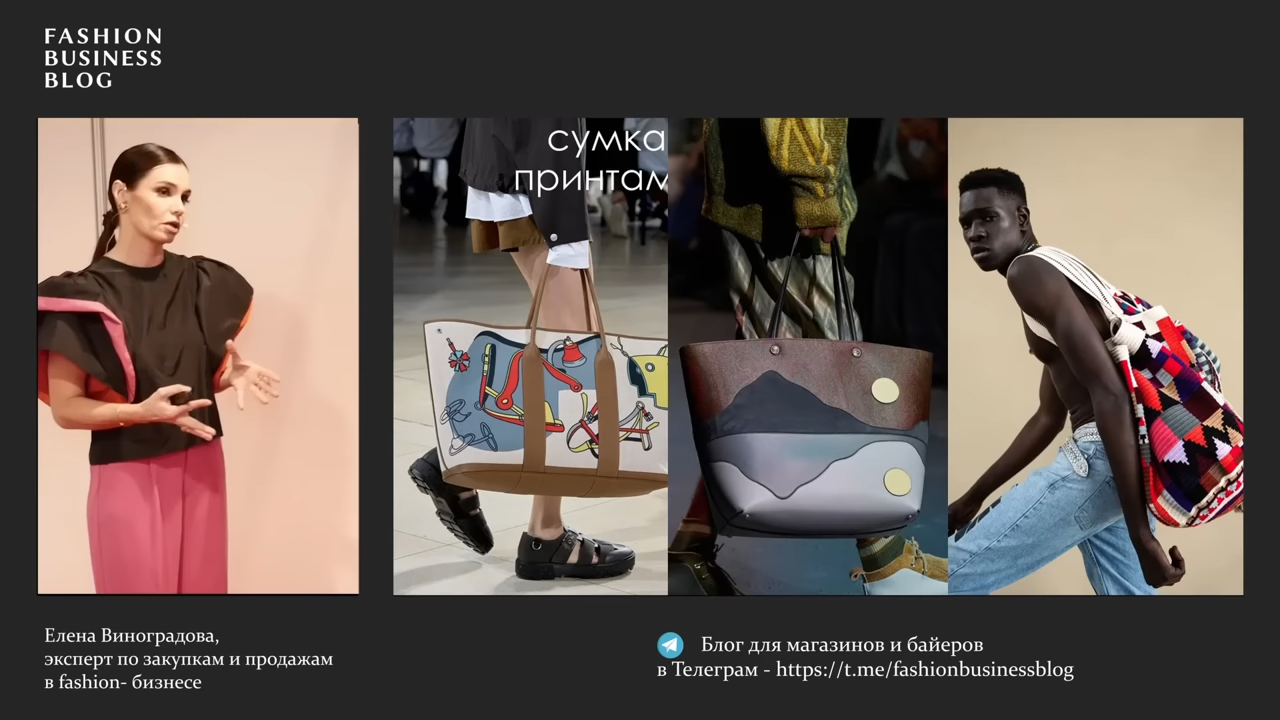 FASHION
BUSINESS
BLOG
сумка
принтам
Елена Виноградова,
эксперт по закупкам и продажам
в fashion- бизнесе
Блог для магазинов и байеров
в Телеграм - https://t.me/fashionbusinessblog